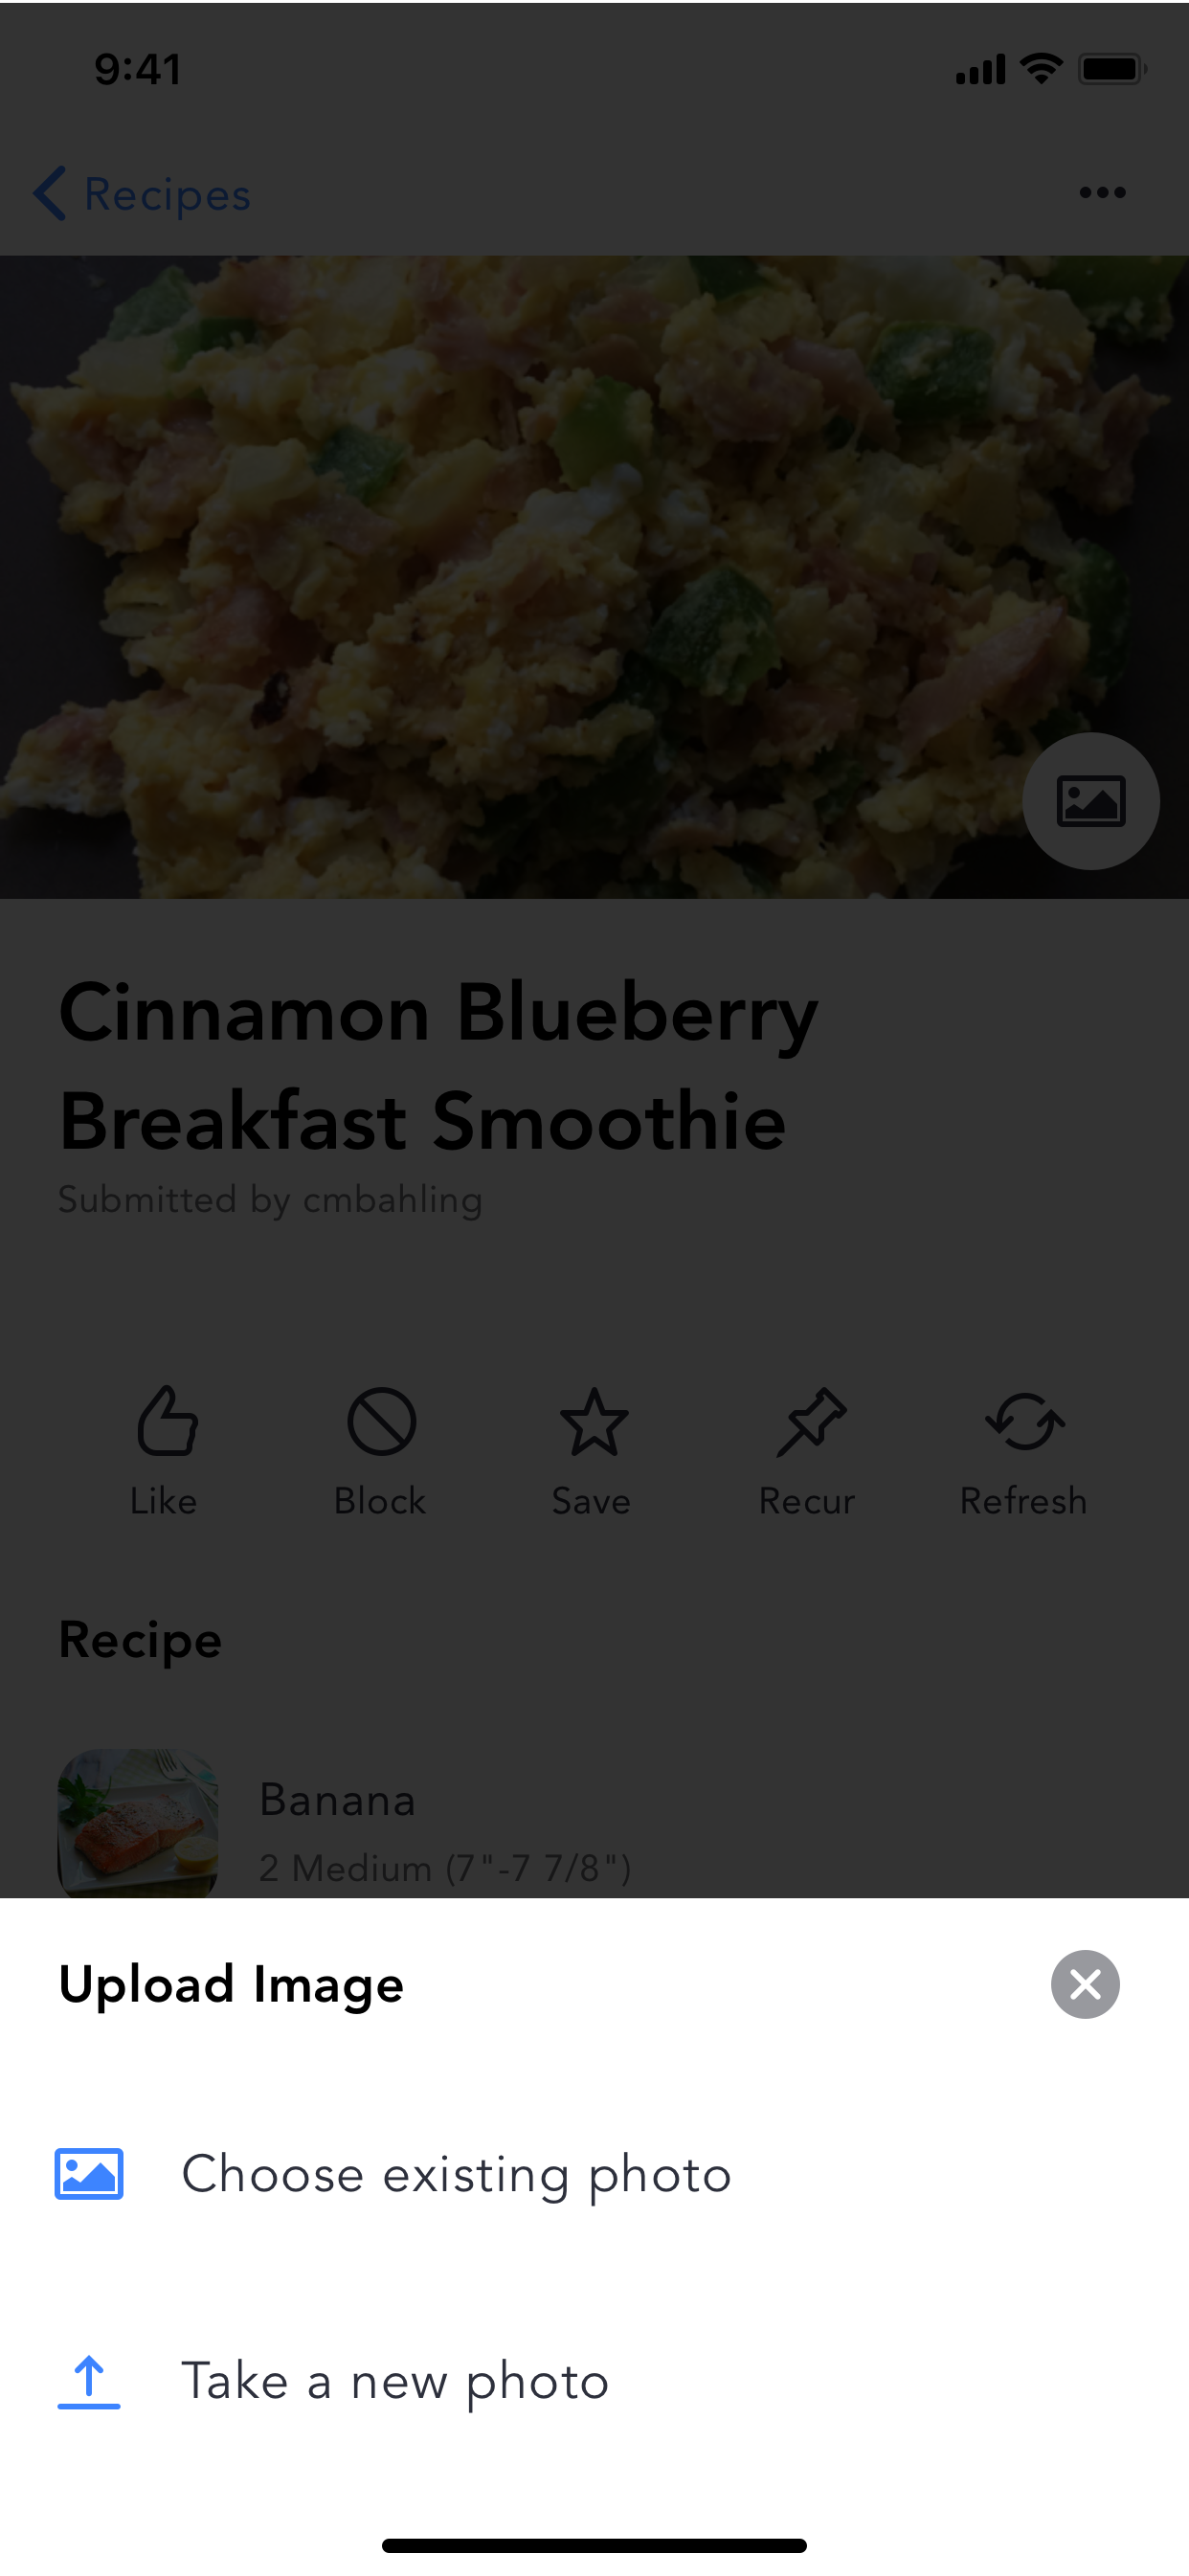 9:41
Recipes
Cinnamon Blueberry
Breakfast Smoothie
Submitted by cmbahling
Like Block Save Recur Refresh
Recipe
Banana
2 Medium (7"-7 7/8")
Upload Image
Choose existing photo
Take a new photo